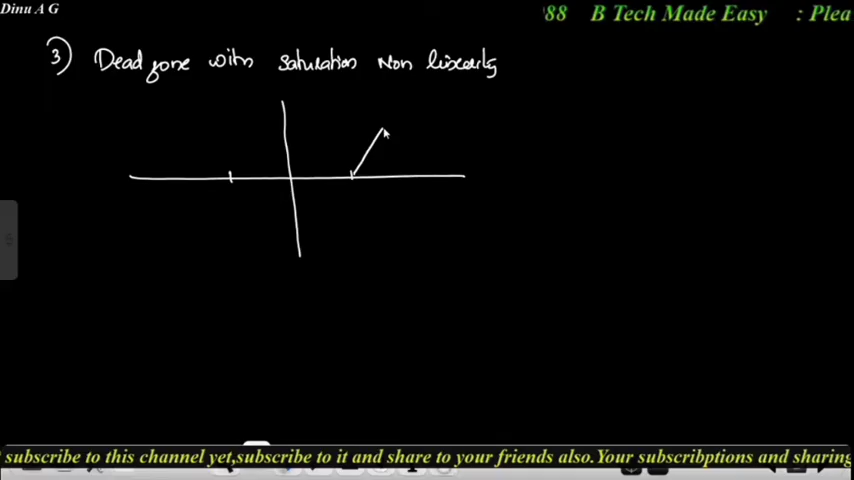 Dinu A G
88 B Tech Made Easy : Plea
3) Dead zone with saturation Non linearity
subscribe to this channel yet,subscribe to it and share to your friends also.Your subscribptions and sharing